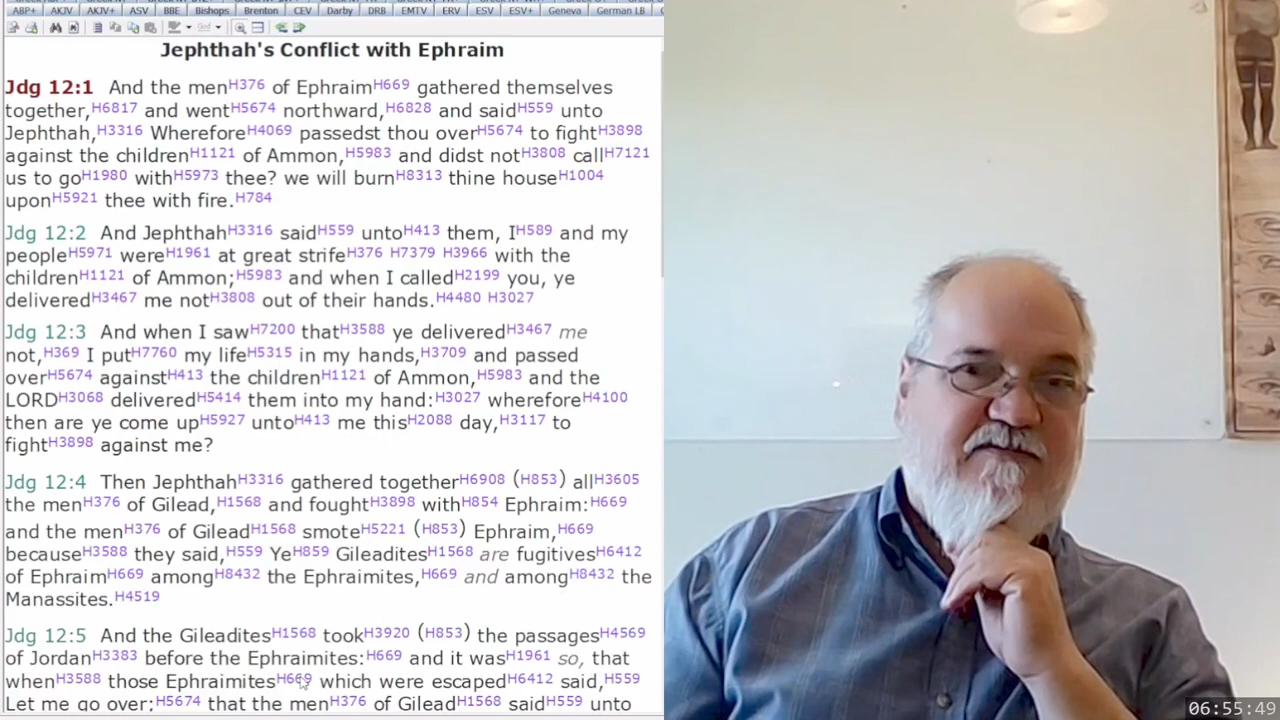 ABP+ AKJV AKJV+ ASV BBE Bishops Brenton CEV Darby DRB EMTV ERV ESV ESV+ Geneva German LB
Jephthah's Conflict with Ephraim
Jdg 12:1 And the menH376 of EphraimH669 gathered themselves
together,H6817 and wentH5674 northward,H6828 and saidH559 unto
Jephthah,H3316 WhereforeH4069 passedst thou overH5674 to fightH3898
against the childrenH1121 of Ammon,H5983 and didst notH3808 callH7121
us to goH1980 withH5973 thee? we will burnH8313 thine houseH1004
uponH5921 thee with fire.H784
Jdg 12:2 And JephthahH3316 saidH559 untoH413 them, IH589 and my
peopleH5971 wereH1961 at great strifeH376 H7379 H3966 with the
childrenH1121 of Ammon;H5983 and when I calledH2199 you, ye
deliveredH3467 me notH3808 out of their hands.H4480 H3027
Jdg 12:3 And when I sawH7200 thatH3588 ye deliveredH3467 me
not,H369 I putH7760 my lifeH5315 in my hands,H3709 and passed
overH5674 againstH413 the childrenH1121 of Ammon,H5983 and the
LORDH3068 deliveredH5414 them into my hand:H3027 whereforeH4100
then are ye come upH5927 untoH413 me thisH2088 day,H3117 to
fightH3898 against me?
Jdg 12:4 Then JephthahH3316 gathered togetherH6908 (H853) allH3605
the menH376 of Gilead,H1568 and foughtH3898 withH854 Ephraim:H669
and the menH376 of GileadH1568 smoteH5221 (H853) Ephraim,H669
becauseH3588 they said,H559 YeH859 GileaditesH1568 are fugitivesH6412
of EphraimH669 amongH8432 the Ephraimites,H669 and amongH8432 the
Manassites.H4519
Jdg 12:5 And the GileaditesH1568 tookH3920 (H853) the passagesH4569
of JordanH3383 before the Ephraimites:H669 and it wasH1961 so, that
whenH3588 those EphraimitesH669 which were escapedH6412 said,H559
Let me go over;H5674 that the menH376 of GileadH1568 saidH559 unto
06:55:49